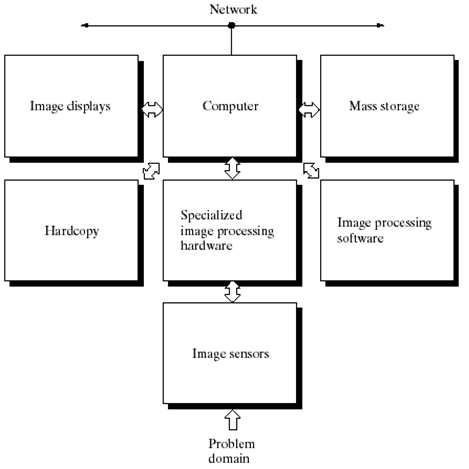 Network
Image displays
Computer
Mass storage
Hardcopy
Specialized
image processing
hardware
Image processing
software
Image sensors
Problem
domain